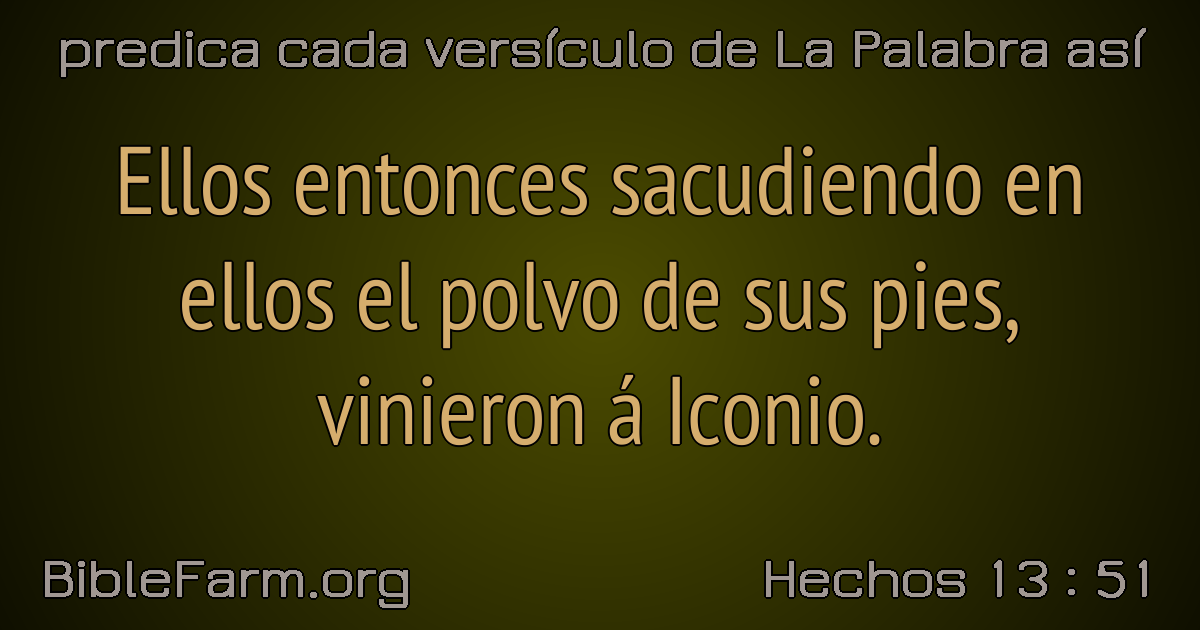 predica cada versículo de La Palabra así
Ellos entonces sacudiendo en
ellos el polvo de sus pies,
vinieron á Iconio.
BibleFarm.org
Hechos 13 : 51